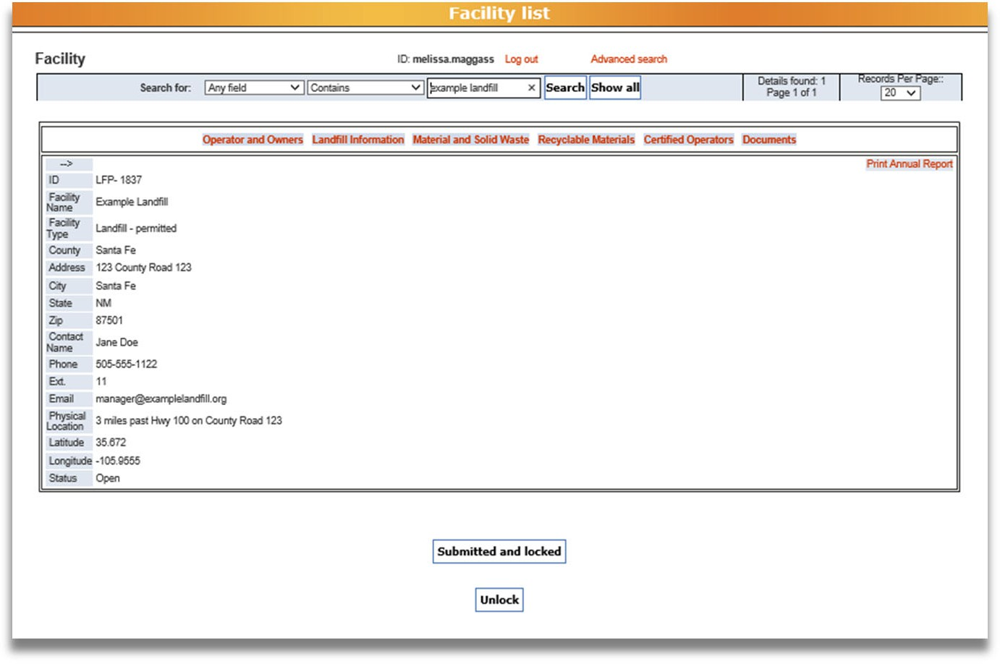 Facility list
Facility
ID: melissa.maggass Log out Advanced search
Search for: Any field Contains example landfill × Search Show all
Details found: 1
Page 1 of 1
Records Per Page::
20
Operator and Owners Landfill Information Material and Solid Waste Recyclable Materials Certified Operators Documents
--> Print Annual Report
ID LFP- 1837
Facility Name Example Landfill
Facility Type Landfill - permitted
County Santa Fe
Address 123 County Road 123
City Santa Fe
State NM
Zip 87501
Contact Name Jane Doe
Phone 505-555-1122
Ext. 11
Email manager@examplelandfill.org
Physical Location 3 miles past Hwy 100 on County Road 123
Latitude 35.672
Longitude -105.9555
Status Open
Submitted and locked
Unlock